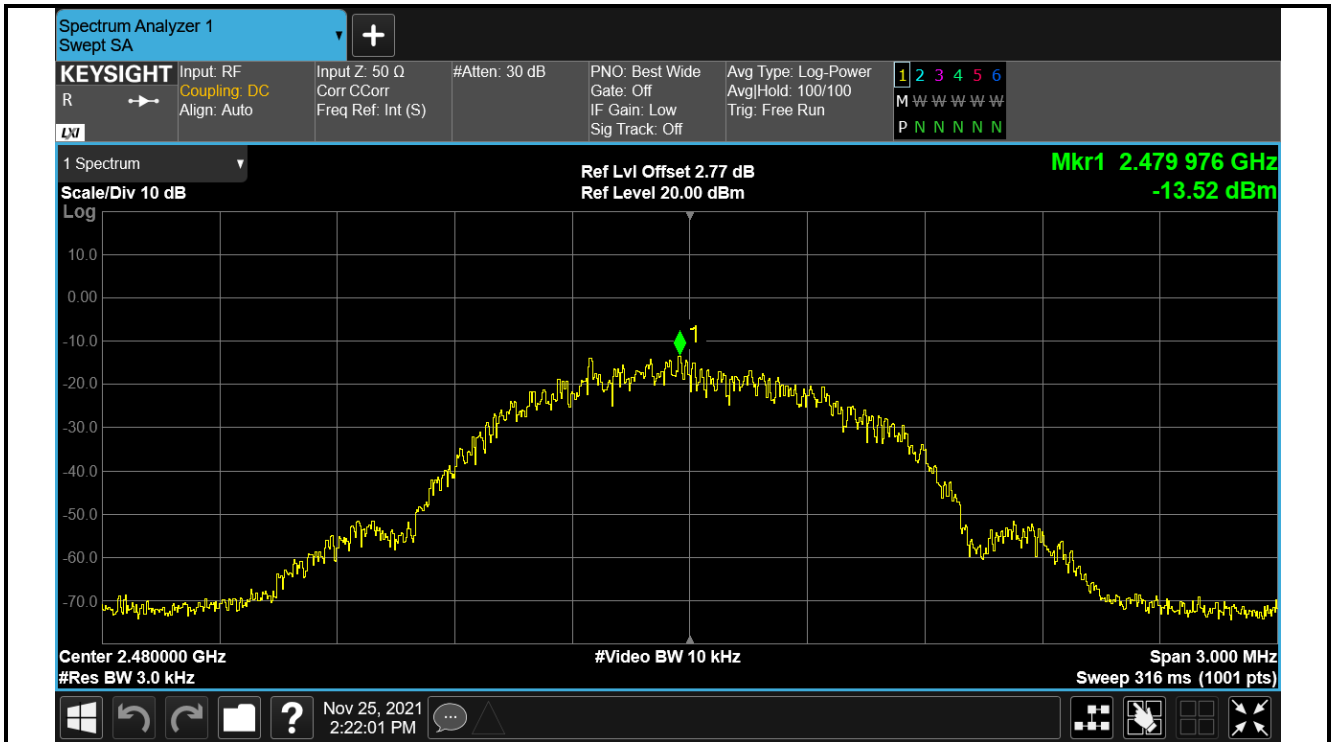 Spectrum Analyzer 1
Swept SA
KEYSIGHT
R
LXI
Input: RF
Coupling: DC
Align: Auto
Input Z: 50 Ω
Corr CCorr
Freq Ref: Int (S)
#Atten: 30 dB
PNO: Best Wide
Gate: Off
IF Gain: Low
Sig Track: Off
Avg Type: Log-Power
Avg|Hold: 100/100
Trig: Free Run
1 2 3 4 5 6
M W W W W W
P N N N N N
1 Spectrum
Scale/Div 10 dB
Log
Ref Lvl Offset 2.77 dB
Ref Level 20.00 dBm
Mkr1 2.479 976 GHz
-13.52 dBm
10.0
0.00
-10.0
-20.0
-30.0
-40.0
-50.0
-60.0
-70.0
1
Center 2.480000 GHz
#Res BW 3.0 kHz
#Video BW 10 kHz
Span 3.000 MHz
Sweep 316 ms (1001 pts)
?
Nov 25, 2021
2:22:01 PM